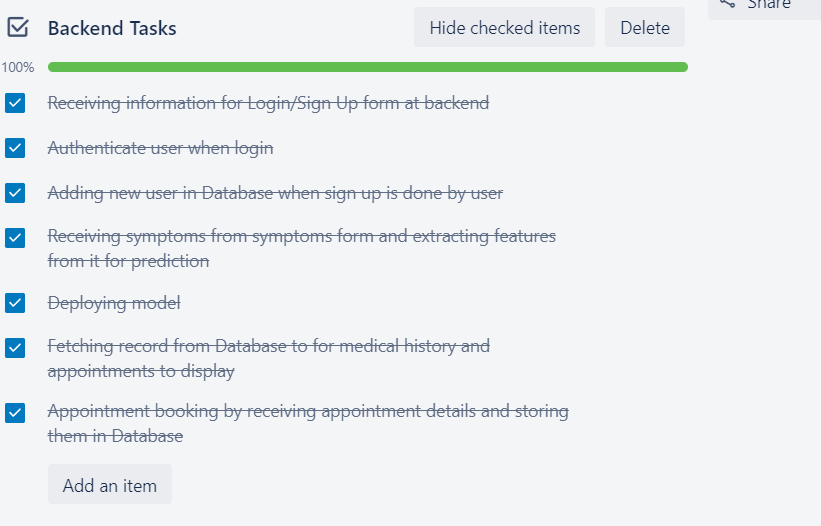 Share
Backend Tasks
Hide checked items
Delete
100%
Receiving information for Login/Sign Up form at backend
Authenticate user when login
Adding new user in Database when sign up is done by user
Receiving symptoms from symptoms form and extracting features
from it for prediction
Deploying model
Fetching record from Database to for medical history and
appointments to display
Appointment booking by receiving appointment details and storing
them in Database
Add an item